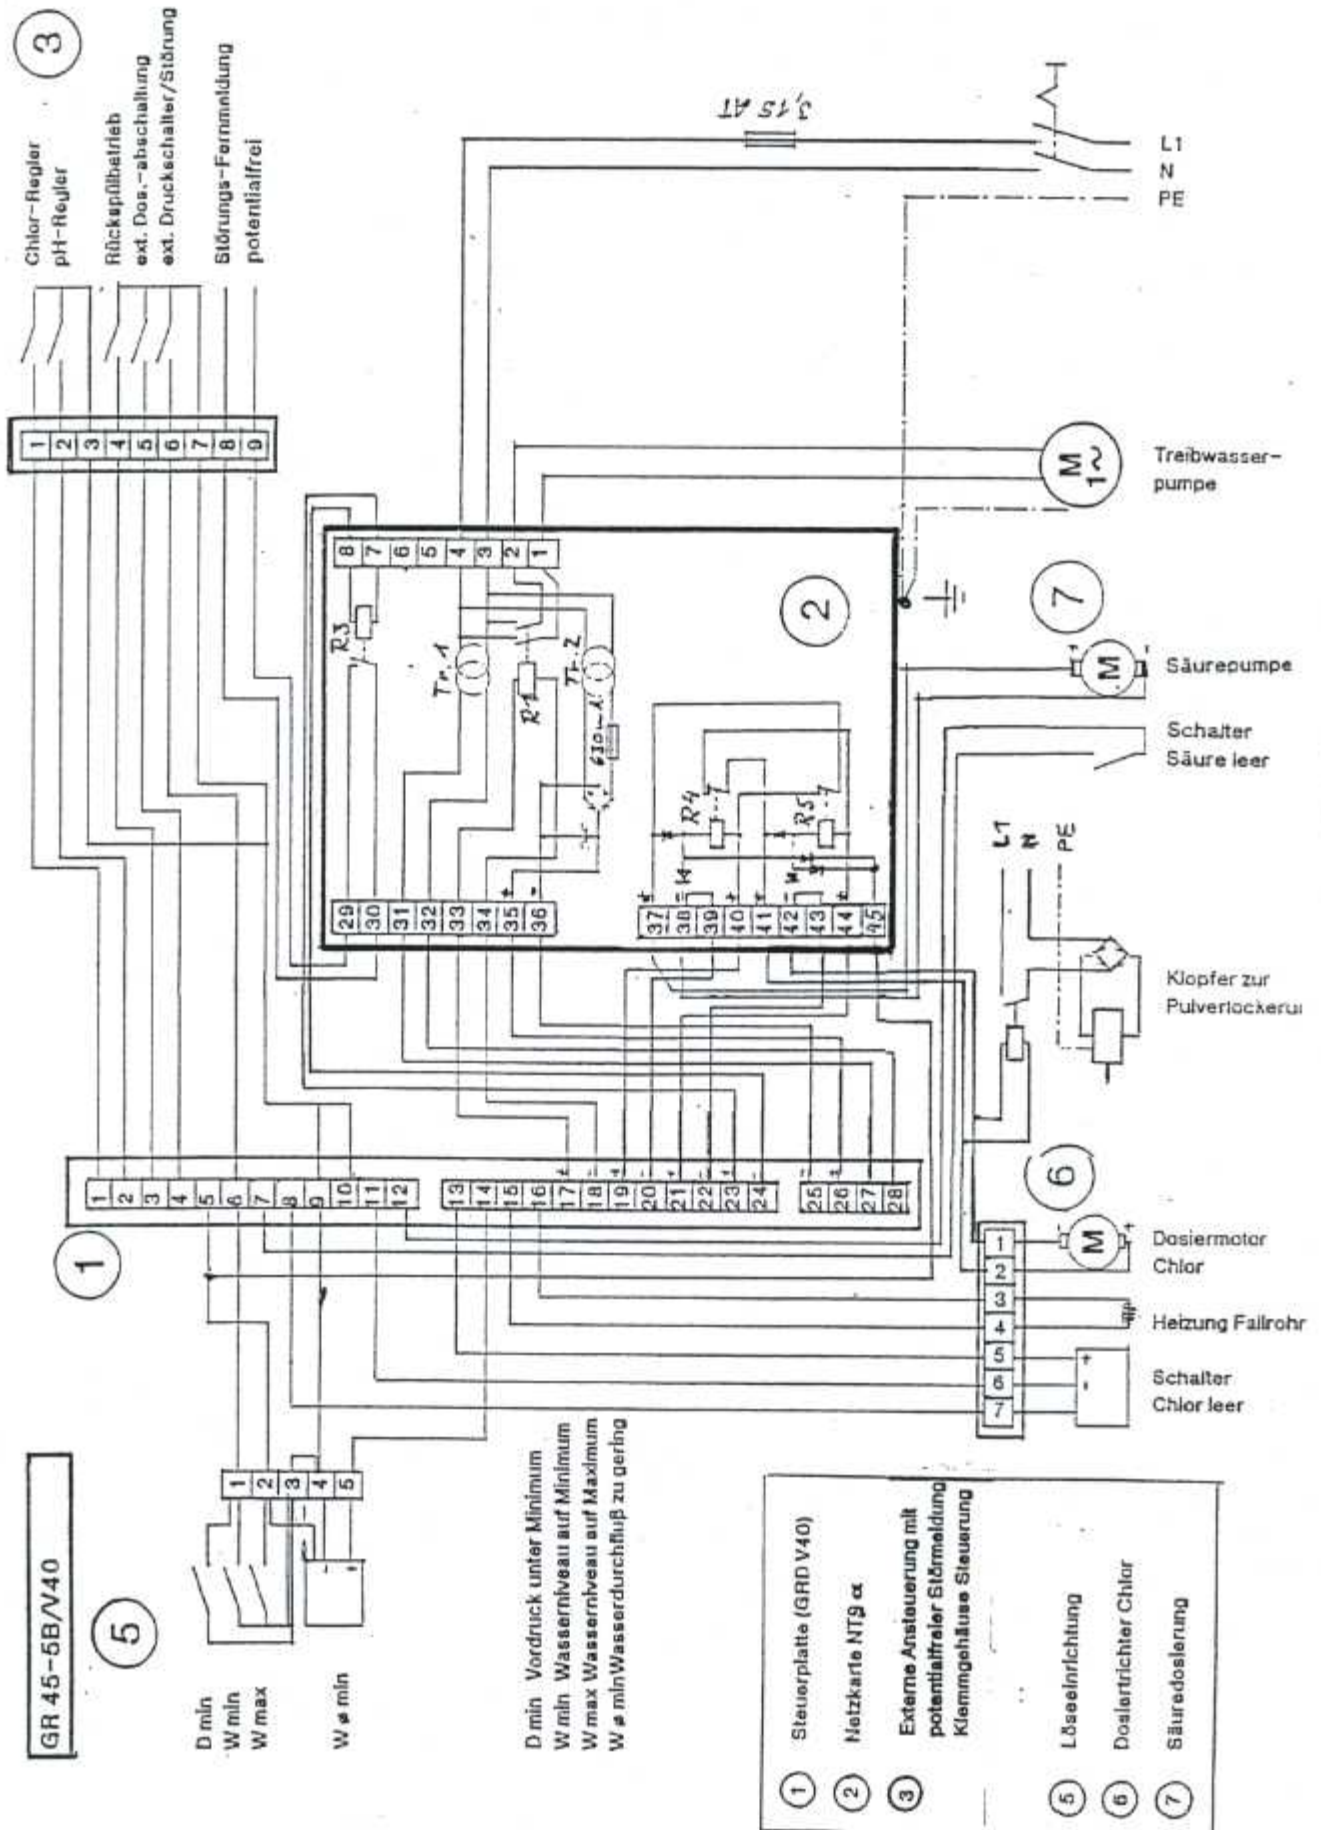 GR 45-5B/V40
3
Chlor-Regler
pH-Regler
Rückspülbetrieb
ext. Dos.-abschaltung
ext. Druckschalter/Störung
Störungs-Fernmeldung
potentialfrei
1 2 3 4 5 6 7 8 9
3,15 AT
L1
N
PE
8 7 6 5 4 3 2 1
R3
Tr.1
R1
Tr.2
630mA
2
R4
R5
29 30 31 32 33 34 35 36
37 38 39 40 41 42 43 44 45
M
1~
Treibwasser-
pumpe
7
M
Säurepumpe
Schalter
Säure leer
L1
N
PE
Klopfer zur
Pulverlockeru
1
1 2 3 4 5 6 7 8 9 10 11 12
13 14 15 16 17 18 19 20 21 22 23 24
25 26 27 28
6
1 2 3 4 5 6 7
M
Dosiermotor
Chlor
Heizung Fallrohr
Schalter
Chlor leer
5
1 2 3 4 5
D min
W min
W max
W ø min
D min Vordruck unter Minimum
W min Wasserniveau auf Minimum
W max Wasserniveau auf Maximum
W ø min Wasserdurchfluß zu gering
1 Steuerplatte (GRD V40)
2 Netzkarte NT9 α
3 Externe Ansteuerung mit
potentialfreier Störmeldung
Klemmgehäuse Steuerung
5 Löseeinrichtung
6 Dosiertrichter Chlor
7 Säuredosierung